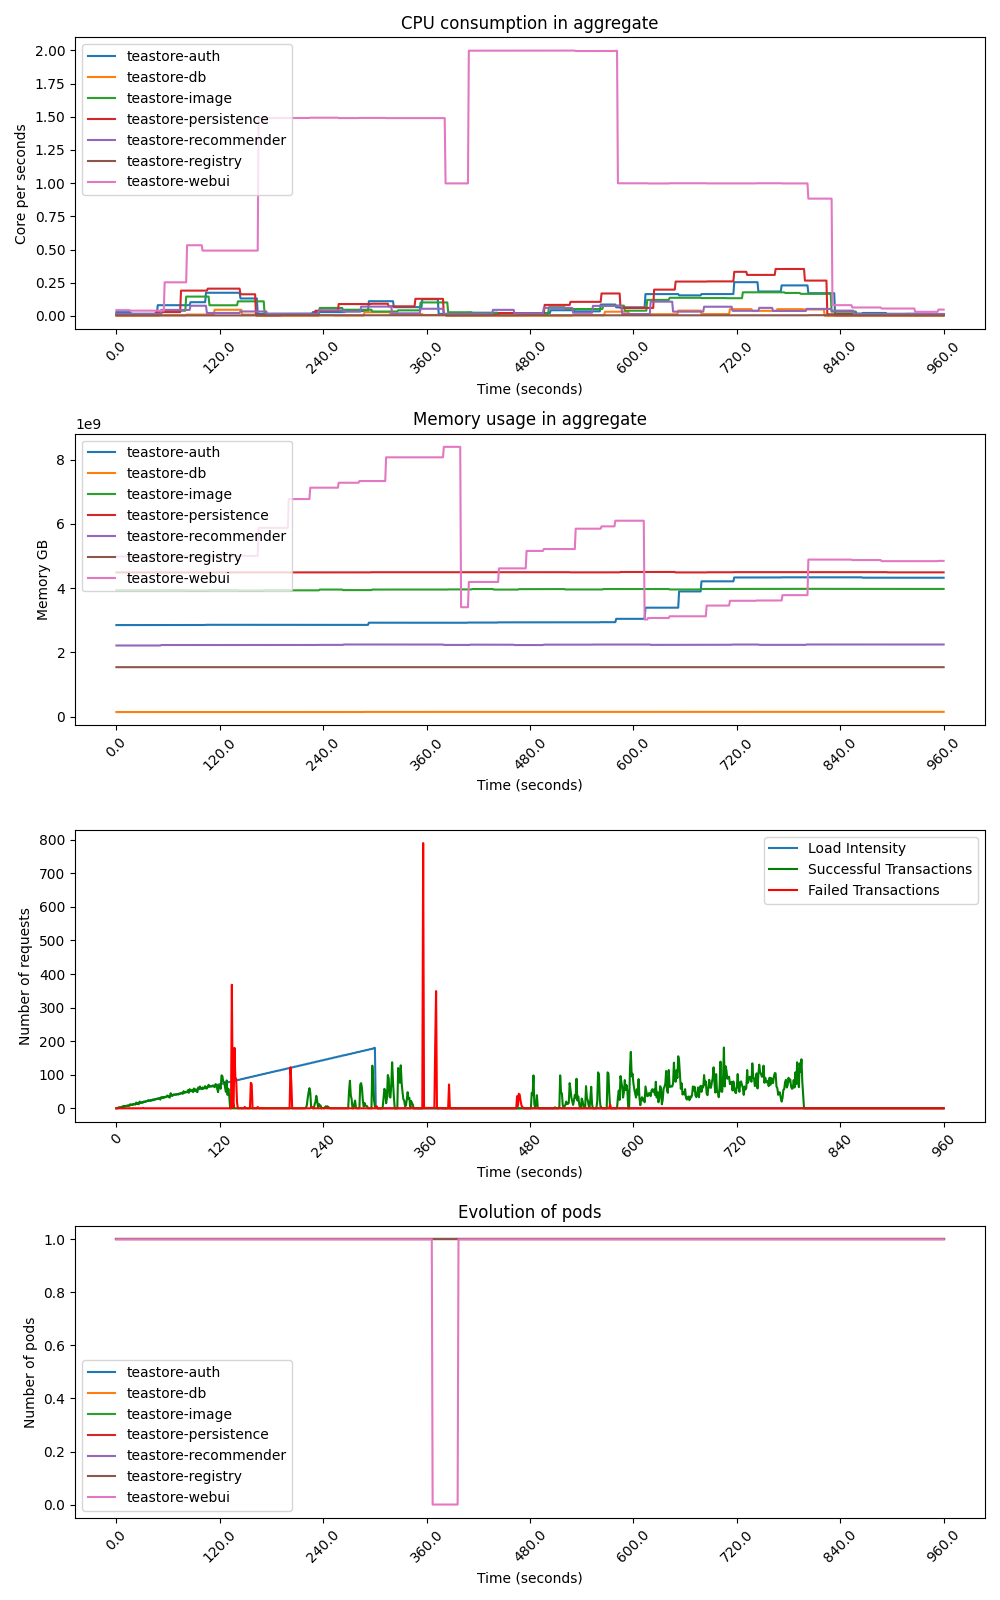 CPU consumption in aggregate
2.00
1.75
1.50
1.25
1.00
0.75
0.50
0.25
0.00
Core per seconds
teastore-auth
teastore-db
teastore-image
teastore-persistence
teastore-recommender
teastore-registry
teastore-webui
0.0
120.0
240.0
360.0
480.0
600.0
720.0
840.0
960.0
Time (seconds)
Memory usage in aggregate
1e9
8
6
4
2
0
Memory GB
teastore-auth
teastore-db
teastore-image
teastore-persistence
teastore-recommender
teastore-registry
teastore-webui
0.0
120.0
240.0
360.0
480.0
600.0
720.0
840.0
960.0
Time (seconds)
800
700
600
500
400
300
200
100
0
Number of requests
Load Intensity
Successful Transactions
Failed Transactions
0
120
240
360
480
600
720
840
960
Time (seconds)
Evolution of pods
1.0
0.8
0.6
0.4
0.2
0.0
Number of pods
teastore-auth
teastore-db
teastore-image
teastore-persistence
teastore-recommender
teastore-registry
teastore-webui
0.0
120.0
240.0
360.0
480.0
600.0
720.0
840.0
960.0
Time (seconds)